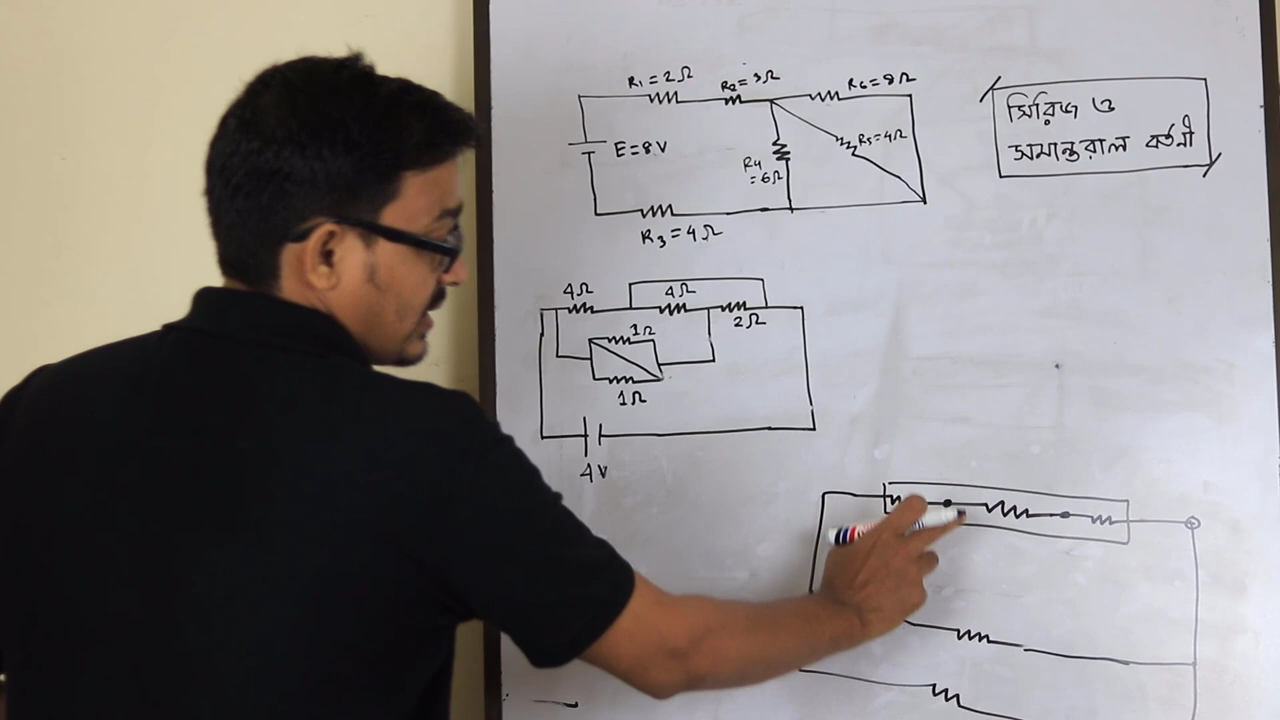 R₁ = 2Ω
R₂ = 3Ω
R₆ = 8Ω
সিরিজ ও
সমান্তরাল বর্তনী
E = 8V
R₅ = 4Ω
R₄
= 6Ω
R₃ = 4Ω
4Ω
4Ω
2Ω
1Ω
1Ω
4V